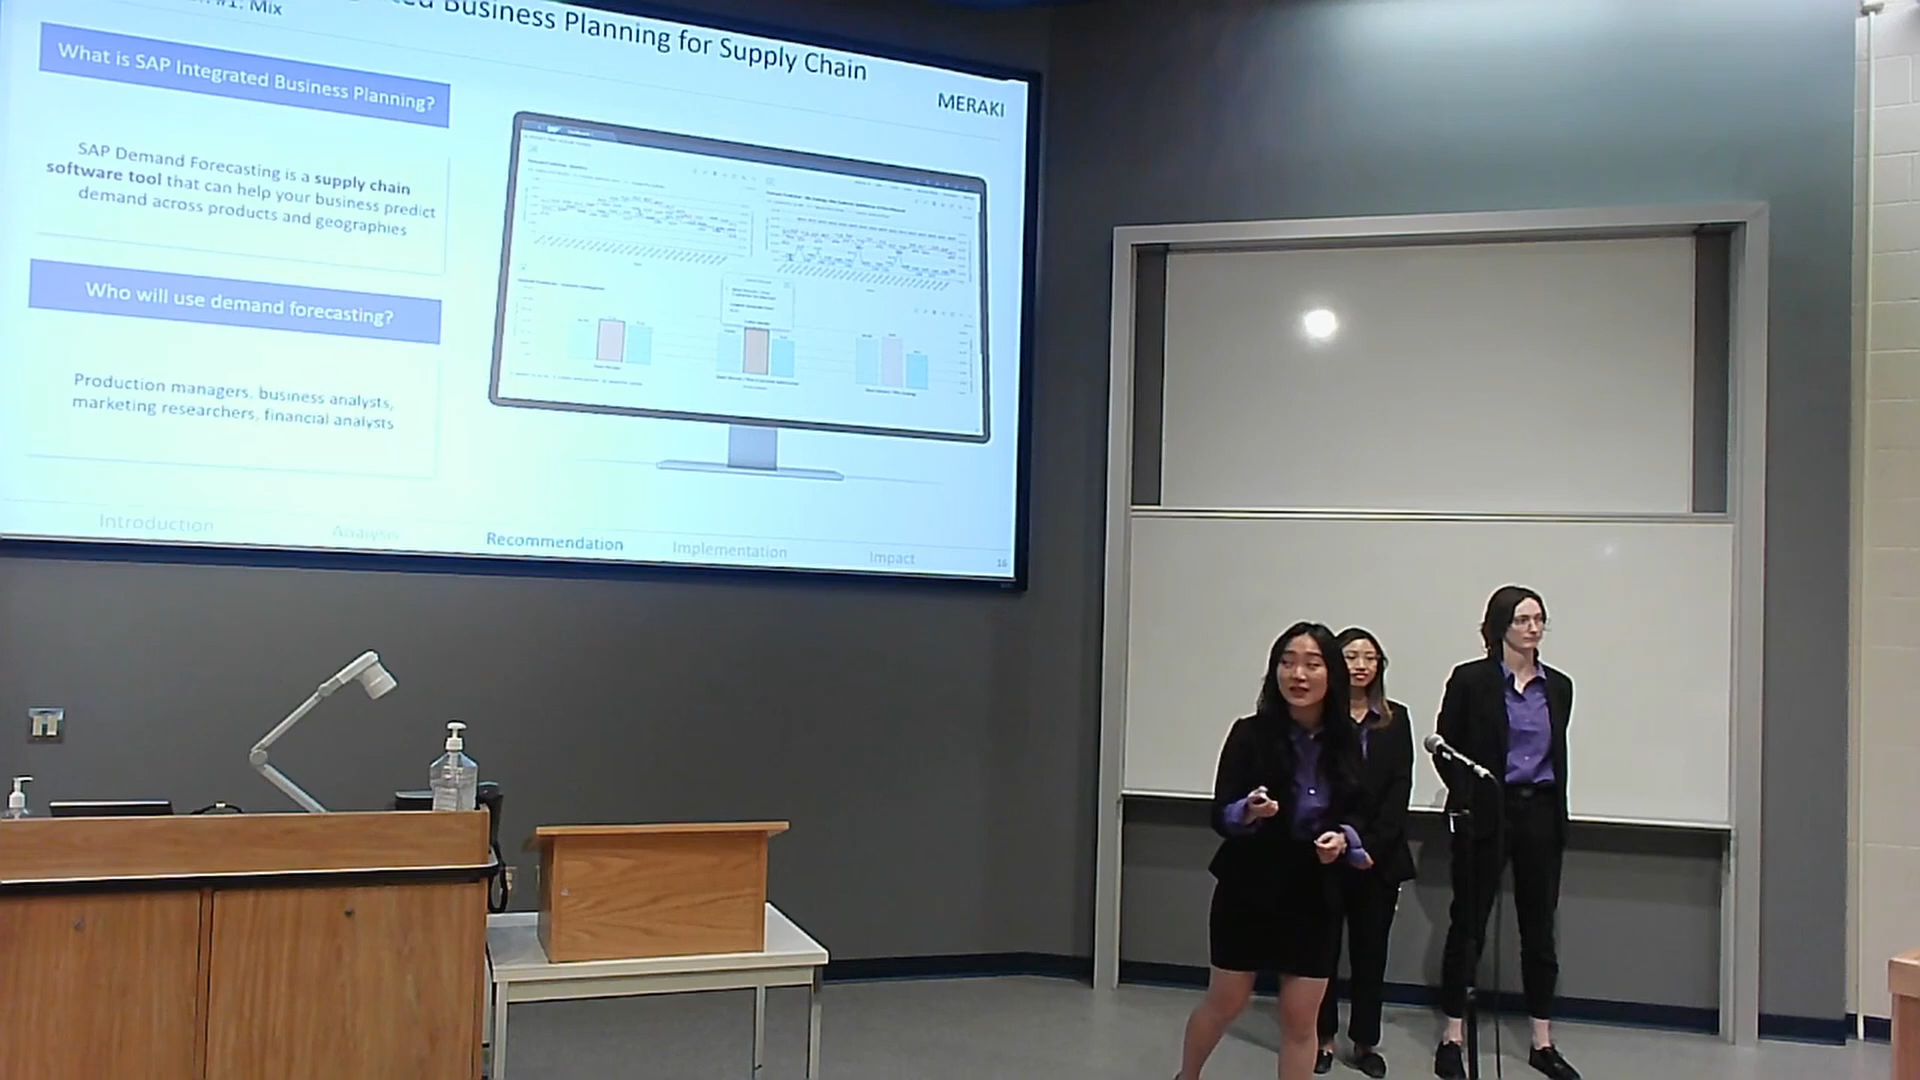 #1: Mix
Business Planning for Supply Chain
MERAKI
What is SAP Integrated Business Planning?
SAP Demand Forecasting is a supply chain
software tool that can help your business predict
demand across products and geographies
Who will use demand forecasting?
Production managers, business analysts,
marketing researchers, financial analysts
Introduction
Analysis
Recommendation
Implementation
Impact
16